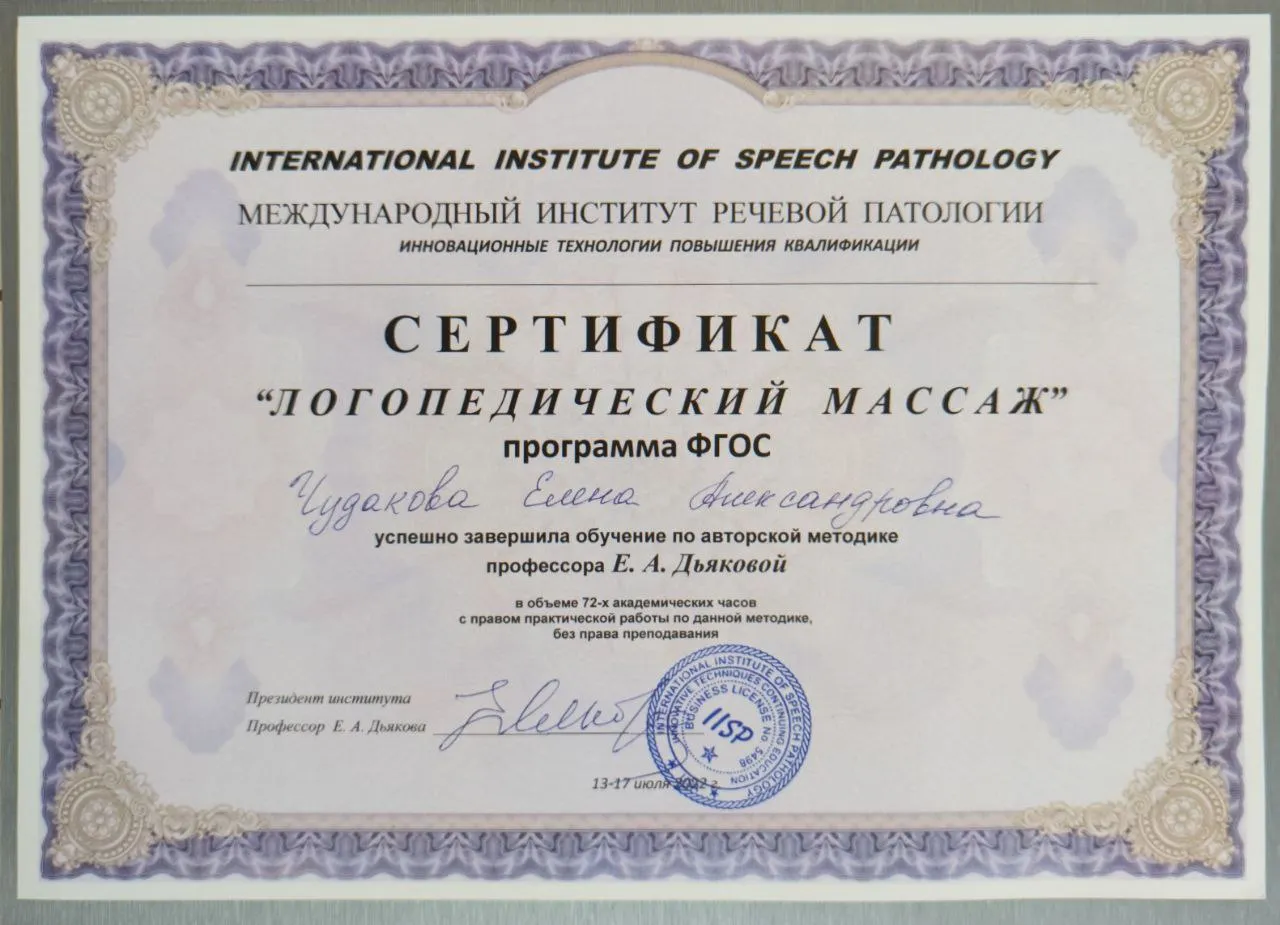 INTERNATIONAL INSTITUTE OF SPEECH PATHOLOGY
МЕЖДУНАРОДНЫЙ ИНСТИТУТ РЕЧЕВОЙ ПАТОЛОГИИ
ИННОВАЦИОННЫЕ ТЕХНОЛОГИИ ПОВЫШЕНИЯ КВАЛИФИКАЦИИ
СЕРТИФИКАТ
“ЛОГОПЕДИЧЕСКИЙ МАССАЖ”
программа ФГОС
Чудакова Елена Александровна
успешно завершила обучение по авторской методике
профессора Е. А. Дьяковой
в объеме 72-х академических часов
с правом практической работы по данной методике,
без права преподавания
Президент института
Профессор Е. А. Дьякова
INTERNATIONAL INSTITUTE OF SPEECH PATHOLOGY
INNOVATIVE TECHNIQUES CONTINUING EDUCATION
BUSINESS LICENSE No 5498
IISP
13-17 июля 2022 г.